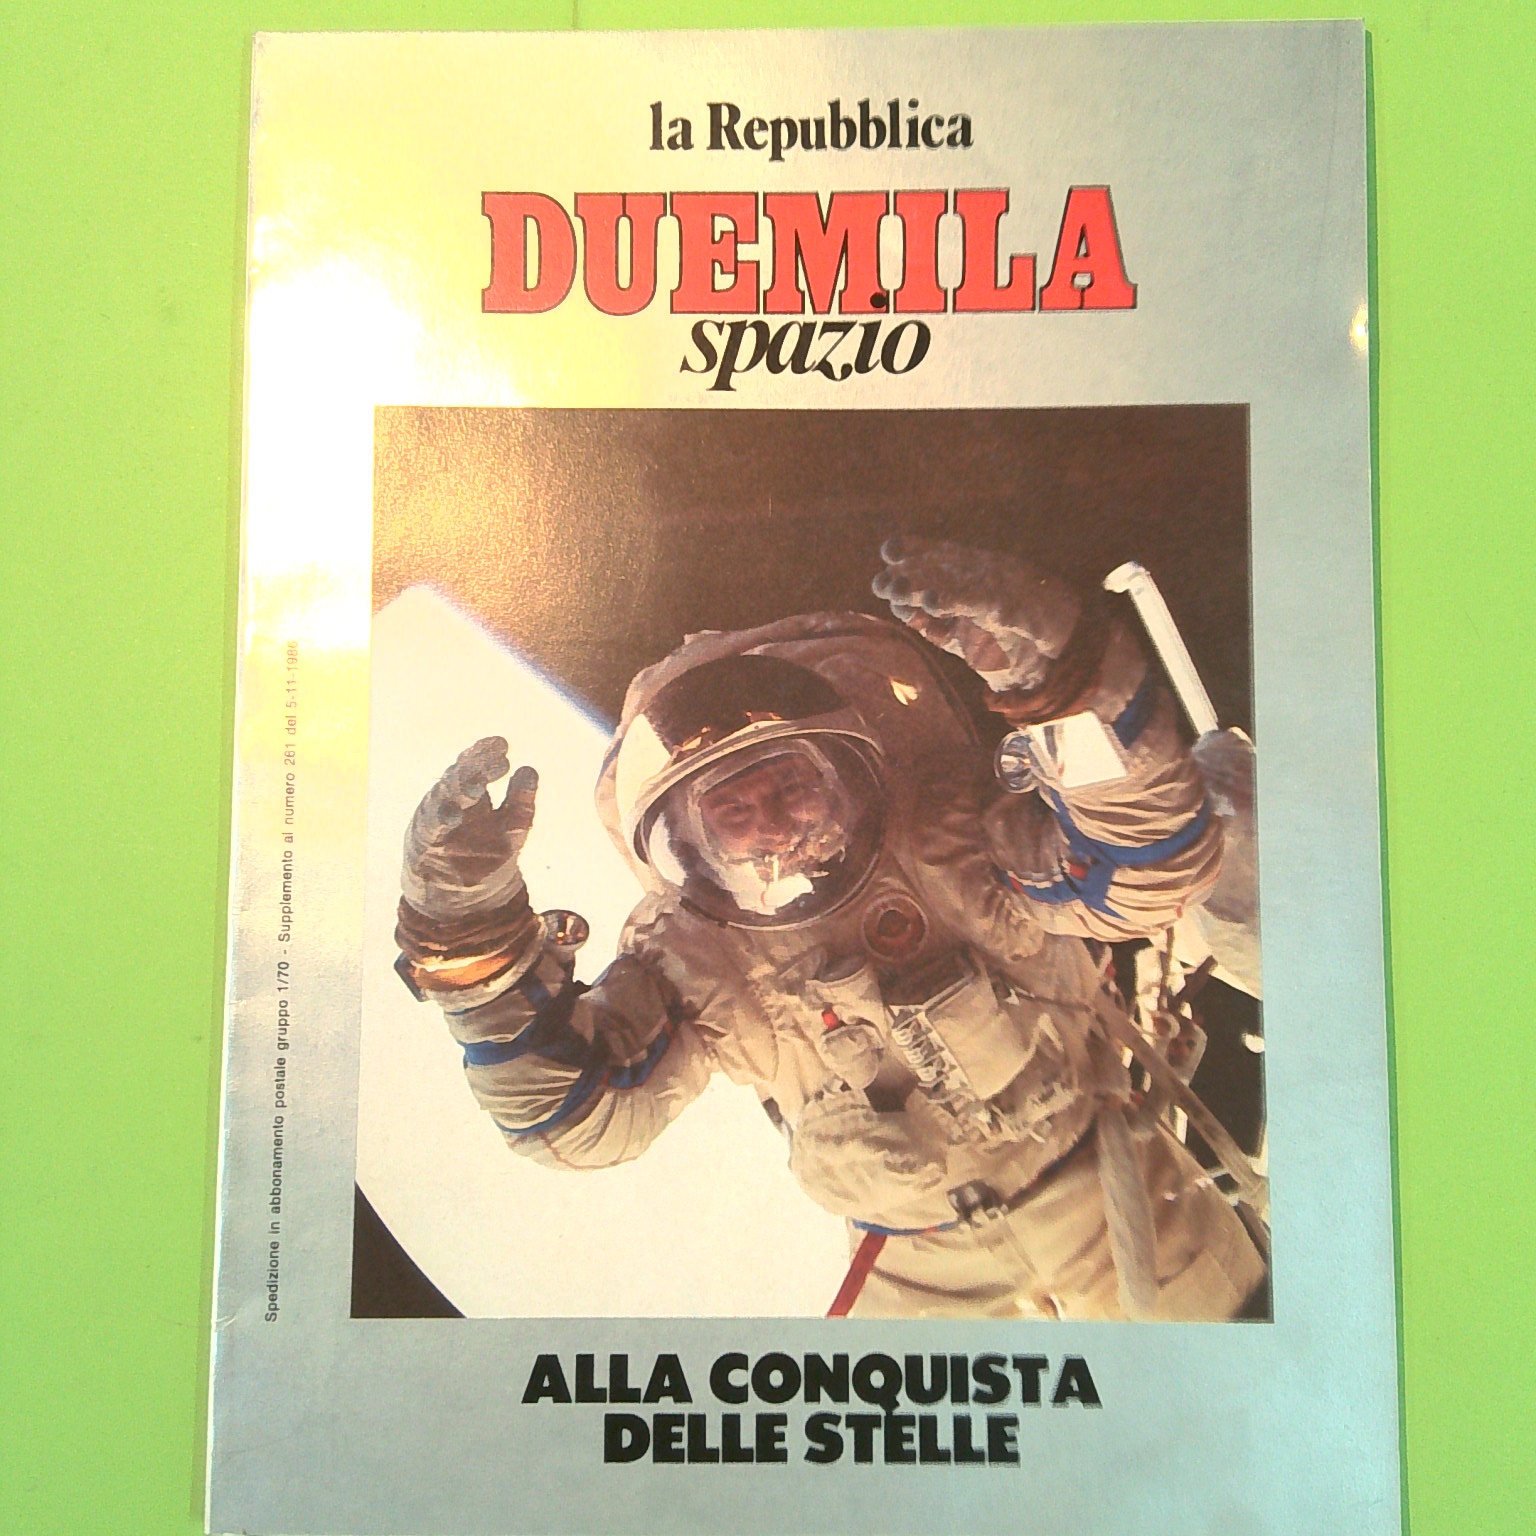 la Repubblica
DUEMILA
spazio
Spedizione in abbonamento postale gruppo 1/70 - Supplemento al numero 261 del 5-11-1986
ALLA CONQUISTA
DELLE STELLE